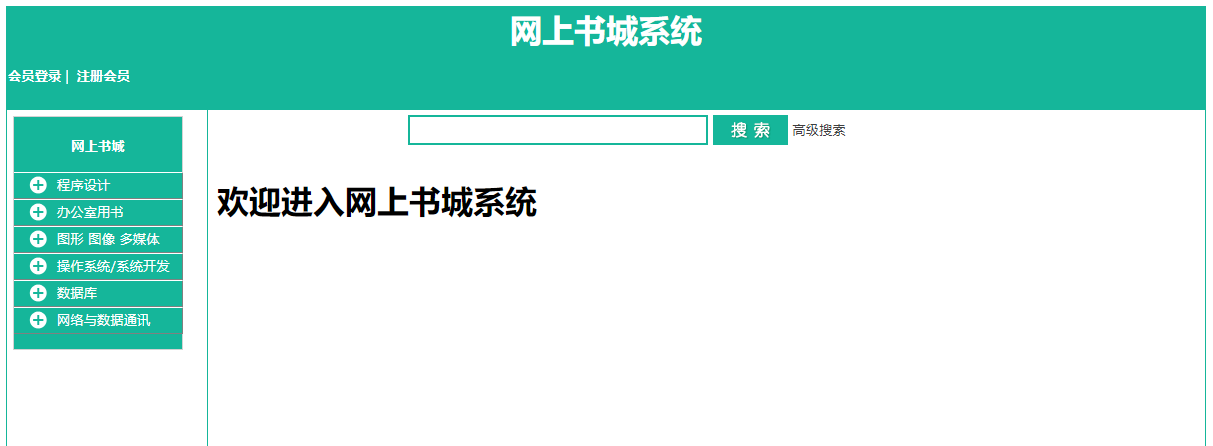 网上书城系统
会员登录 | 注册会员
搜 索 高级搜索
网上书城
程序设计
办公室用书
图形 图像 多媒体
操作系统/系统开发
数据库
网络与数据通讯
欢迎进入网上书城系统